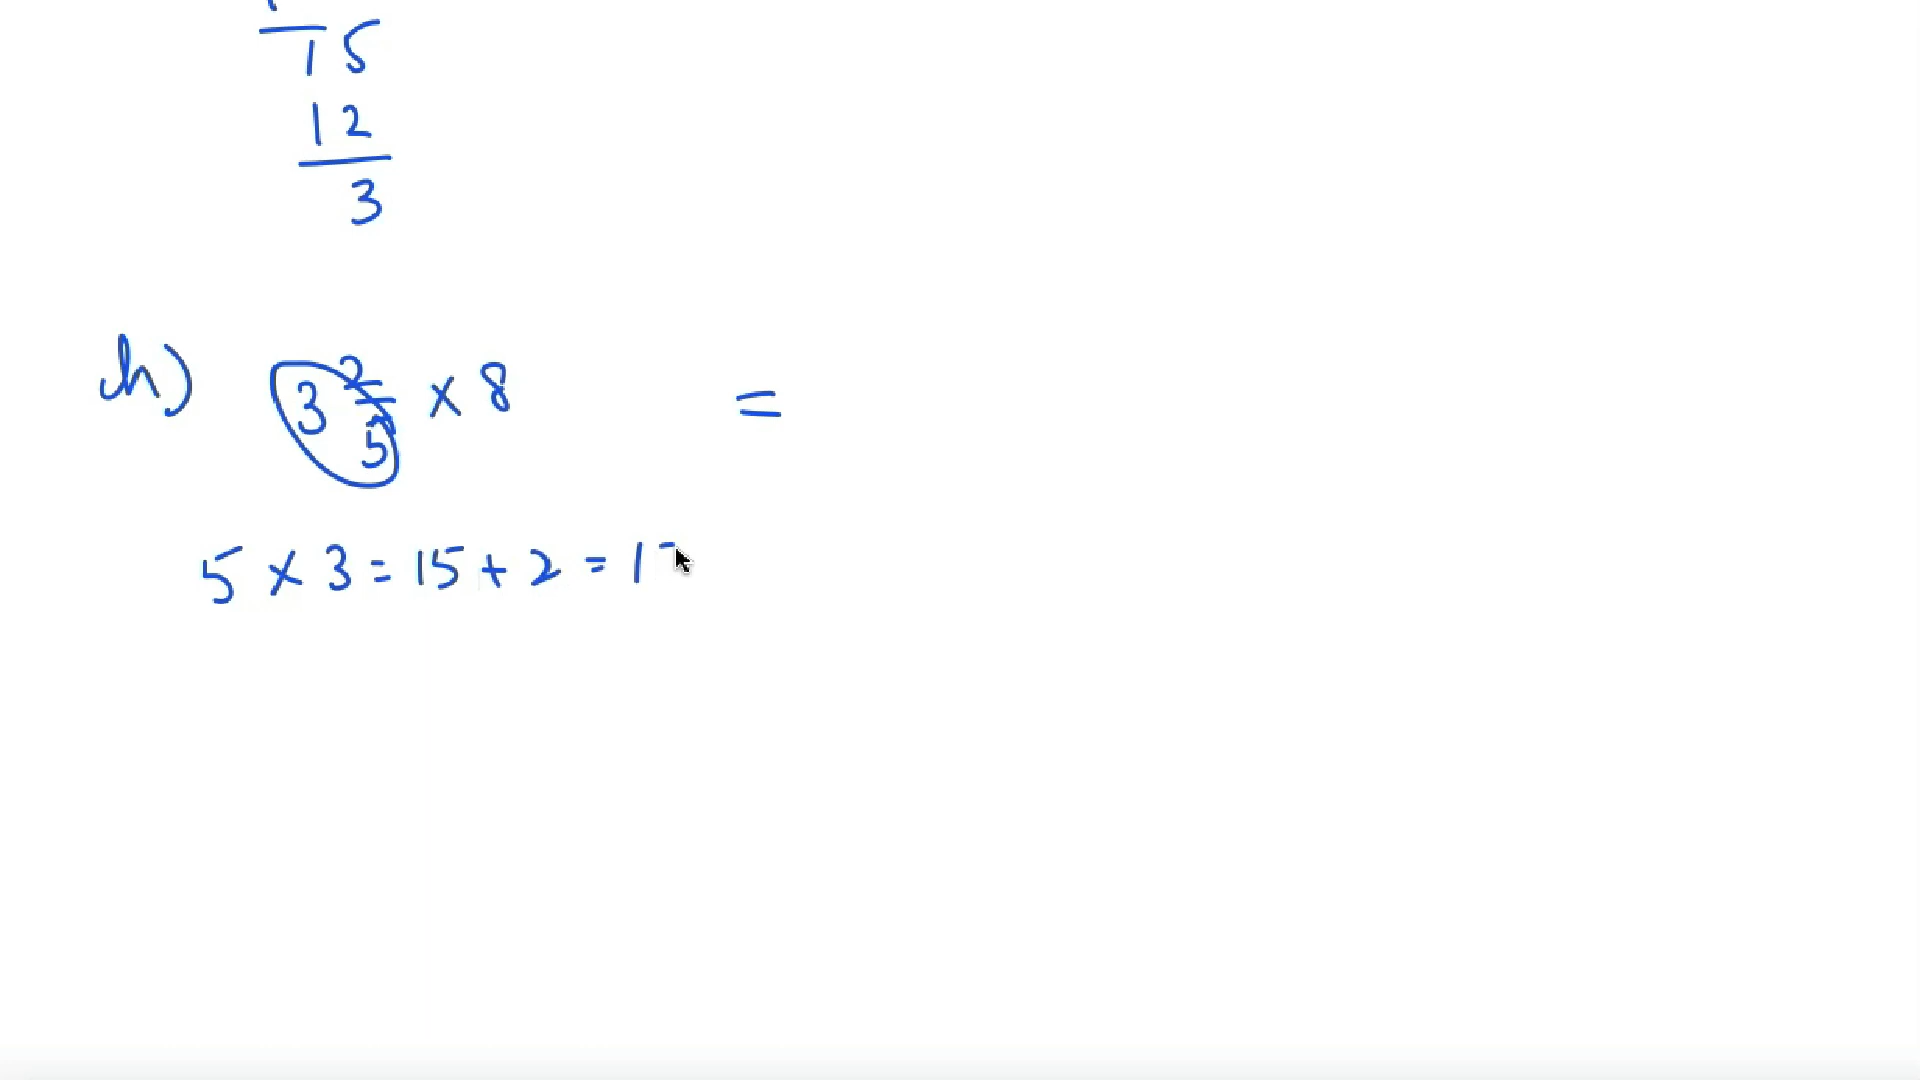 15
12
3
h) 3 2/5 × 8 =
5 × 3 = 15 + 2 = 1